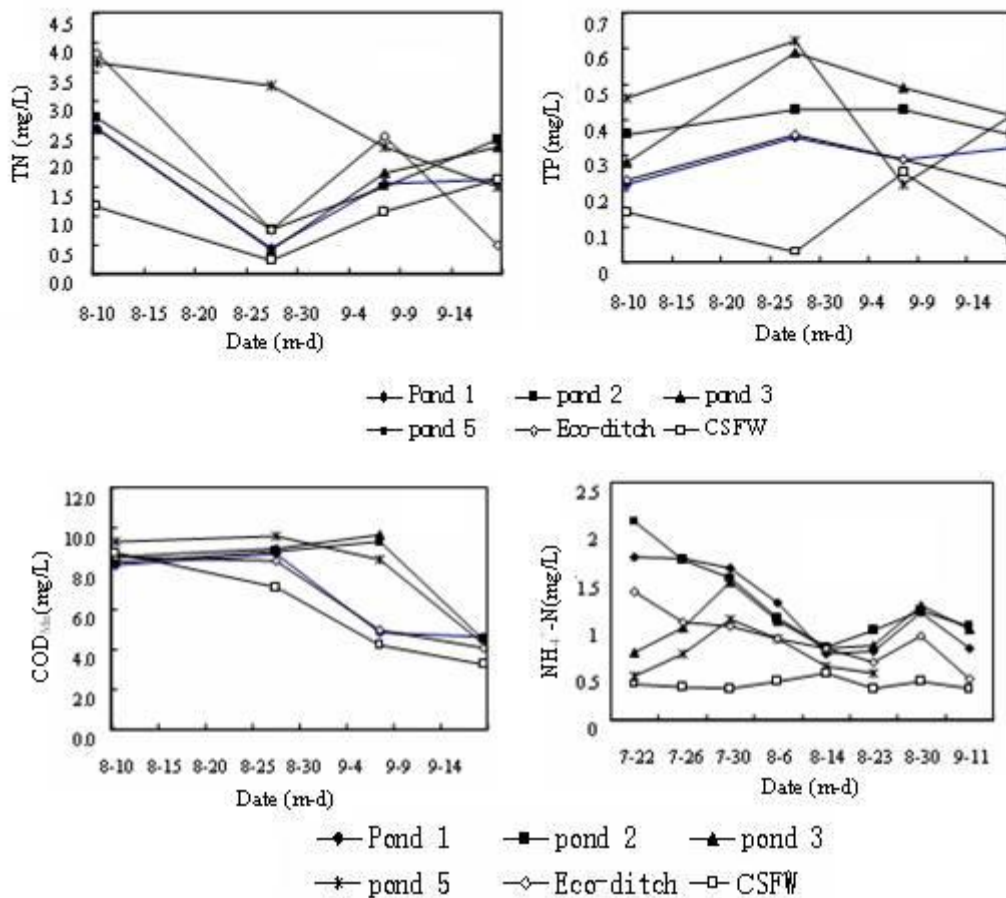 4.5
4.0
3.5
3.0
2.5
2.0
1.5
1.0
0.5
0.0
TN (mg/L)
8-10 8-15 8-20 8-25 8-30 9-4 9-9 9-14
Date (m-d)
0.7
0.6
0.5
0.4
0.3
0.2
0.1
0
TP (mg/L)
8-10 8-15 8-20 8-25 8-30 9-4 9-9 9-14
Date (m-d)
Pond 1 pond 2 pond 3
pond 5 Eco-ditch CSFW
12.0
10.0
8.0
6.0
4.0
2.0
0.0
COD Mn (mg/L)
8-10 8-15 8-20 8-25 8-30 9-4 9-9 9-14
Date (m-d)
2.5
2
1.5
1
0.5
0
NH4+-N(mg/L)
7-22 7-26 7-30 8-6 8-14 8-23 8-30 9-11
Date (m-d)
Pond 1 pond 2 pond 3
pond 5 Eco-ditch CSFW